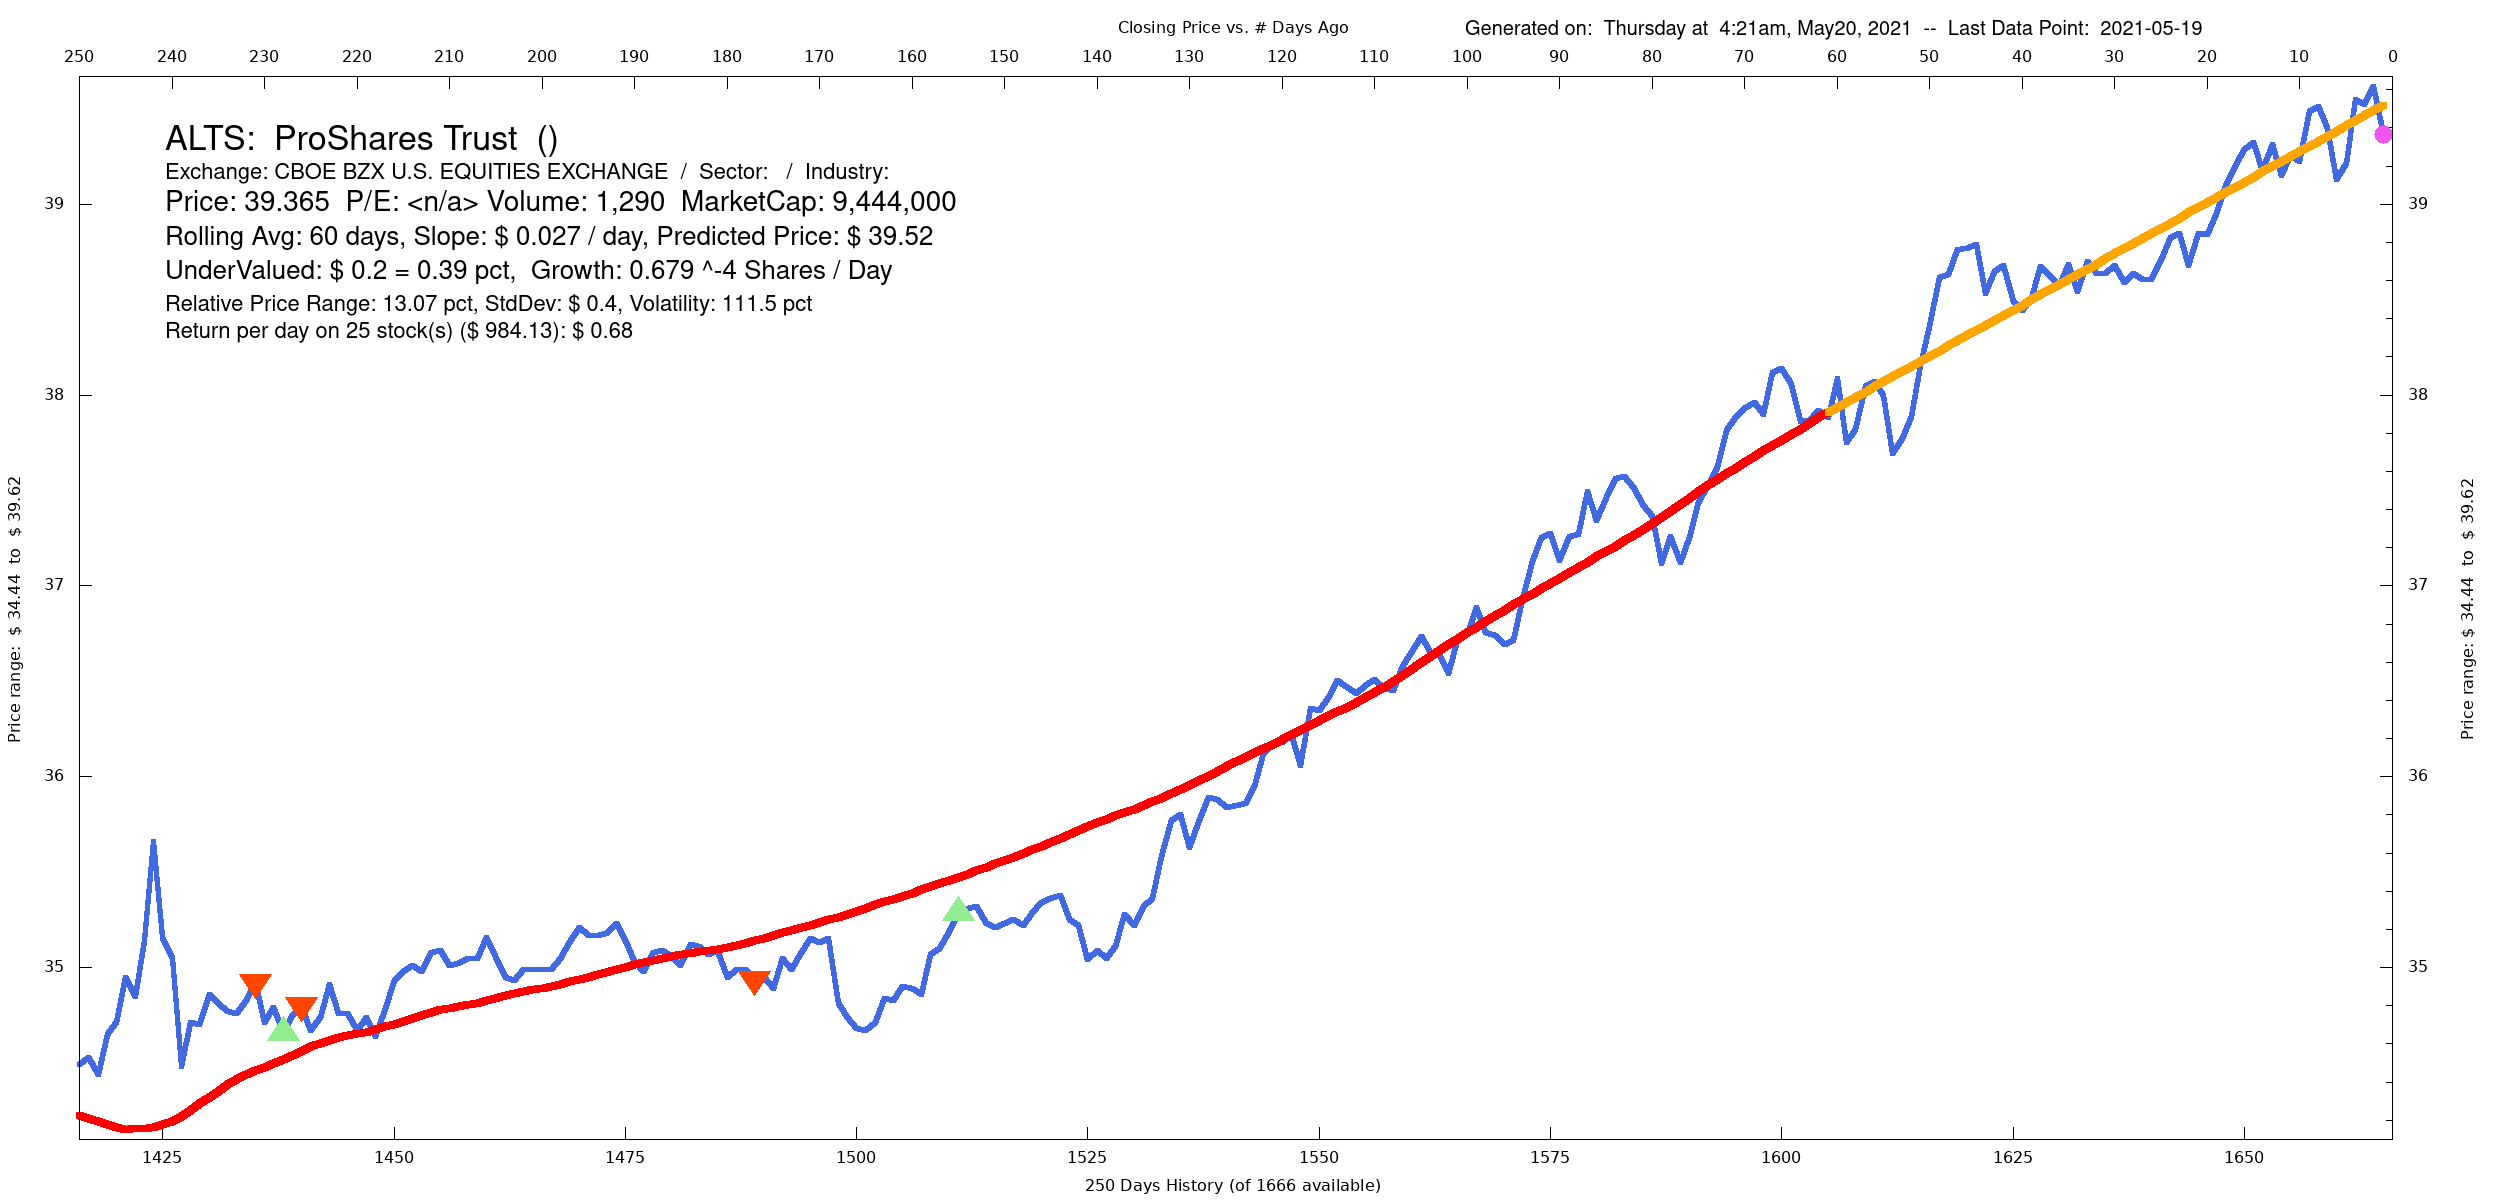 Closing Price vs. # Days Ago
Generated on:  Thursday at  4:21am, May20, 2021  --  Last Data Point:  2021-05-19
250 240 230 220 210 200 190 180 170 160 150 140 130 120 110 100 90 80 70 60 50 40 30 20 10 0
ALTS:  ProShares Trust  ()
Exchange: CBOE BZX U.S. EQUITIES EXCHANGE  /  Sector:   /  Industry:
Price: 39.365  P/E: <n/a> Volume: 1,290  MarketCap: 9,444,000
Rolling Avg: 60 days, Slope: $ 0.027 / day, Predicted Price: $ 39.52
UnderValued: $ 0.2 = 0.39 pct,  Growth: 0.679 ^-4 Shares / Day
Relative Price Range: 13.07 pct, StdDev: $ 0.4, Volatility: 111.5 pct
Return per day on 25 stock(s) ($ 984.13): $ 0.68
39 39
38 38
37 37
36 36
35 35
Price range:  $  34.44  to  $  39.62
Price range: $  34.44  to  $  39.62
1425 1450 1475 1500 1525 1550 1575 1600 1625 1650
250 Days History (of 1666 available)